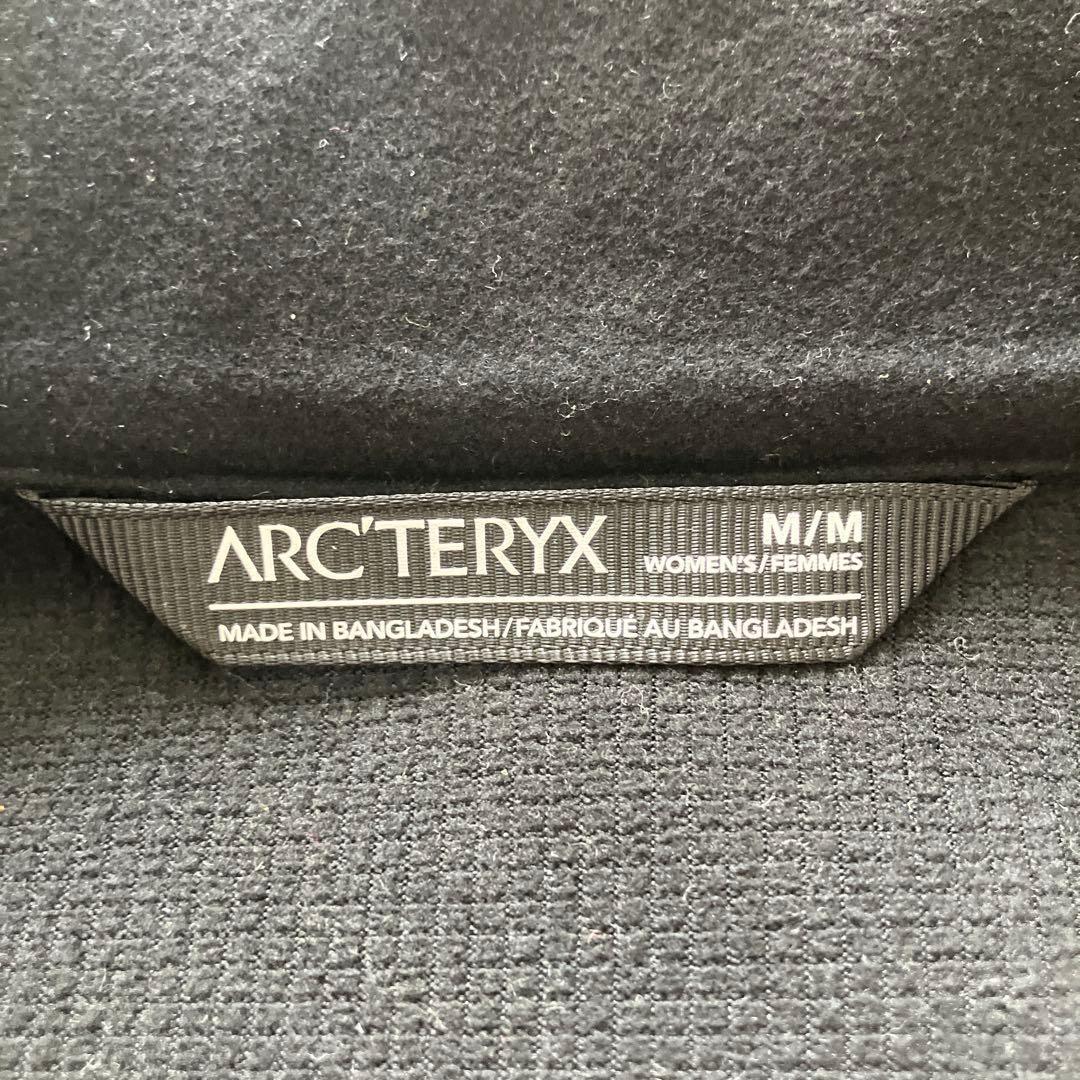 ARC'TERYX
M/M
WOMEN'S/FEMMES
MADE IN BANGLADESH/FABRIQUÉ AU BANGLADESH